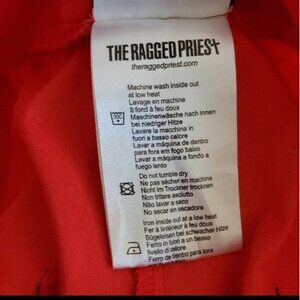 THE RAGGED PRIEST
theraggedpriest.com
Machine wash inside out
at low heat
Lavage en machine
à fond à feu doux
Maschinenwäsche nach innen
bei niedriger Hitze
Lavare la macchina in
fuori a basso calore
Lavar a máquina de dentro
para fora em fogo baixo
Lavar a máquina a fondo a
fuego lento
30C
Do not tumble dry
Ne pas sécher en machine
Nicht im Trockner trocknen
Non tritare asciutto
Não lavar a seco
No secar en secadora
Iron inside out at a low heat
Fer à l'envers sur feu doux
Bügeleisen bei schwacher Hitze
Ferro in fuori a un basso
livello di calore
Ferro de dentro para